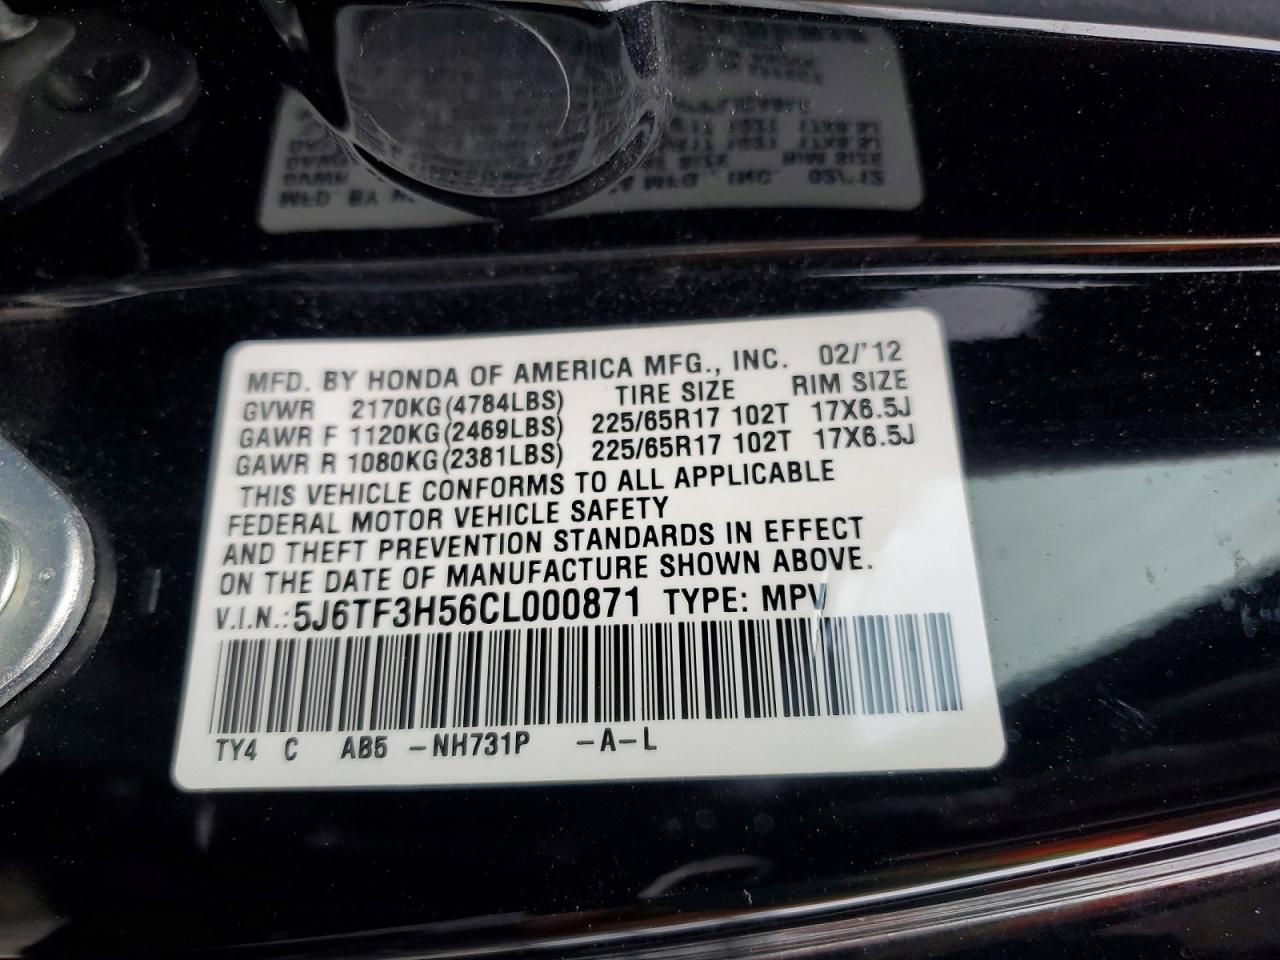 MFD. BY HONDA OF AMERICA MFG., INC. 02/'12
GVWR 2170KG(4784LBS) TIRE SIZE RIM SIZE
GAWR F 1120KG(2469LBS) 225/65R17 102T 17X6.5J
GAWR R 1080KG(2381LBS) 225/65R17 102T 17X6.5J
THIS VEHICLE CONFORMS TO ALL APPLICABLE
FEDERAL MOTOR VEHICLE SAFETY
AND THEFT PREVENTION STANDARDS IN EFFECT
ON THE DATE OF MANUFACTURE SHOWN ABOVE.
V.I.N.: 5J6TF3H56CL000871 TYPE: MPV
TY4 C AB5 -NH731P -A-L